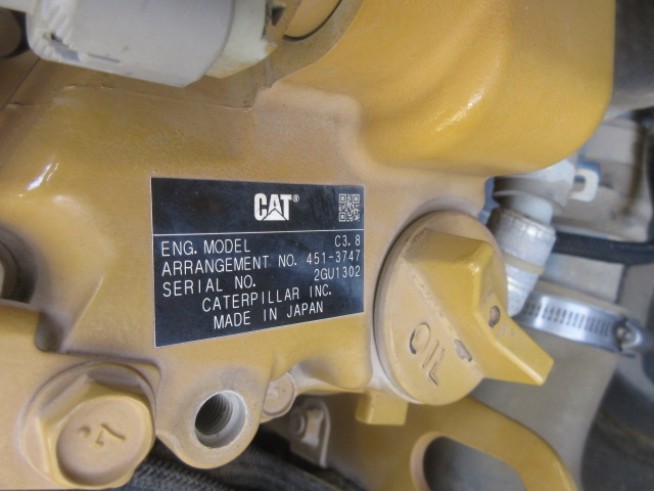 CAT®
ENG. MODEL C3.8
ARRANGEMENT NO. 451-3747
SERIAL NO. 2GU1302
CATERPILLAR INC.
MADE IN JAPAN
OIL